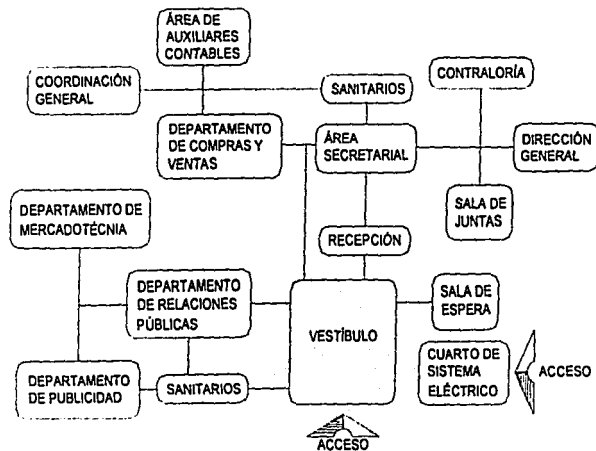 ÁREA DE
AUXILIARES
CONTABLES
COORDINACIÓN
GENERAL
SANITARIOS
CONTRALORÍA
DEPARTAMENTO
DE COMPRAS Y
VENTAS
ÁREA
SECRETARIAL
DIRECCIÓN
GENERAL
DEPARTAMENTO DE
MERCADOTÉCNIA
RECEPCIÓN
SALA DE
JUNTAS
DEPARTAMENTO
DE RELACIONES
PÚBLICAS
VESTÍBULO
SALA DE
ESPERA
DEPARTAMENTO
DE PUBLICIDAD
SANITARIOS
CUARTO DE
SISTEMA
ELÉCTRICO
ACCESO
ACCESO